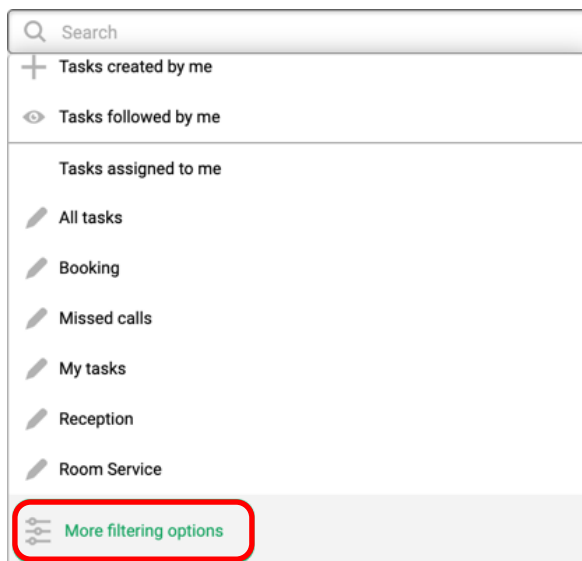 Search
Tasks created by me
Tasks followed by me
Tasks assigned to me
All tasks
Booking
Missed calls
My tasks
Reception
Room Service
More filtering options